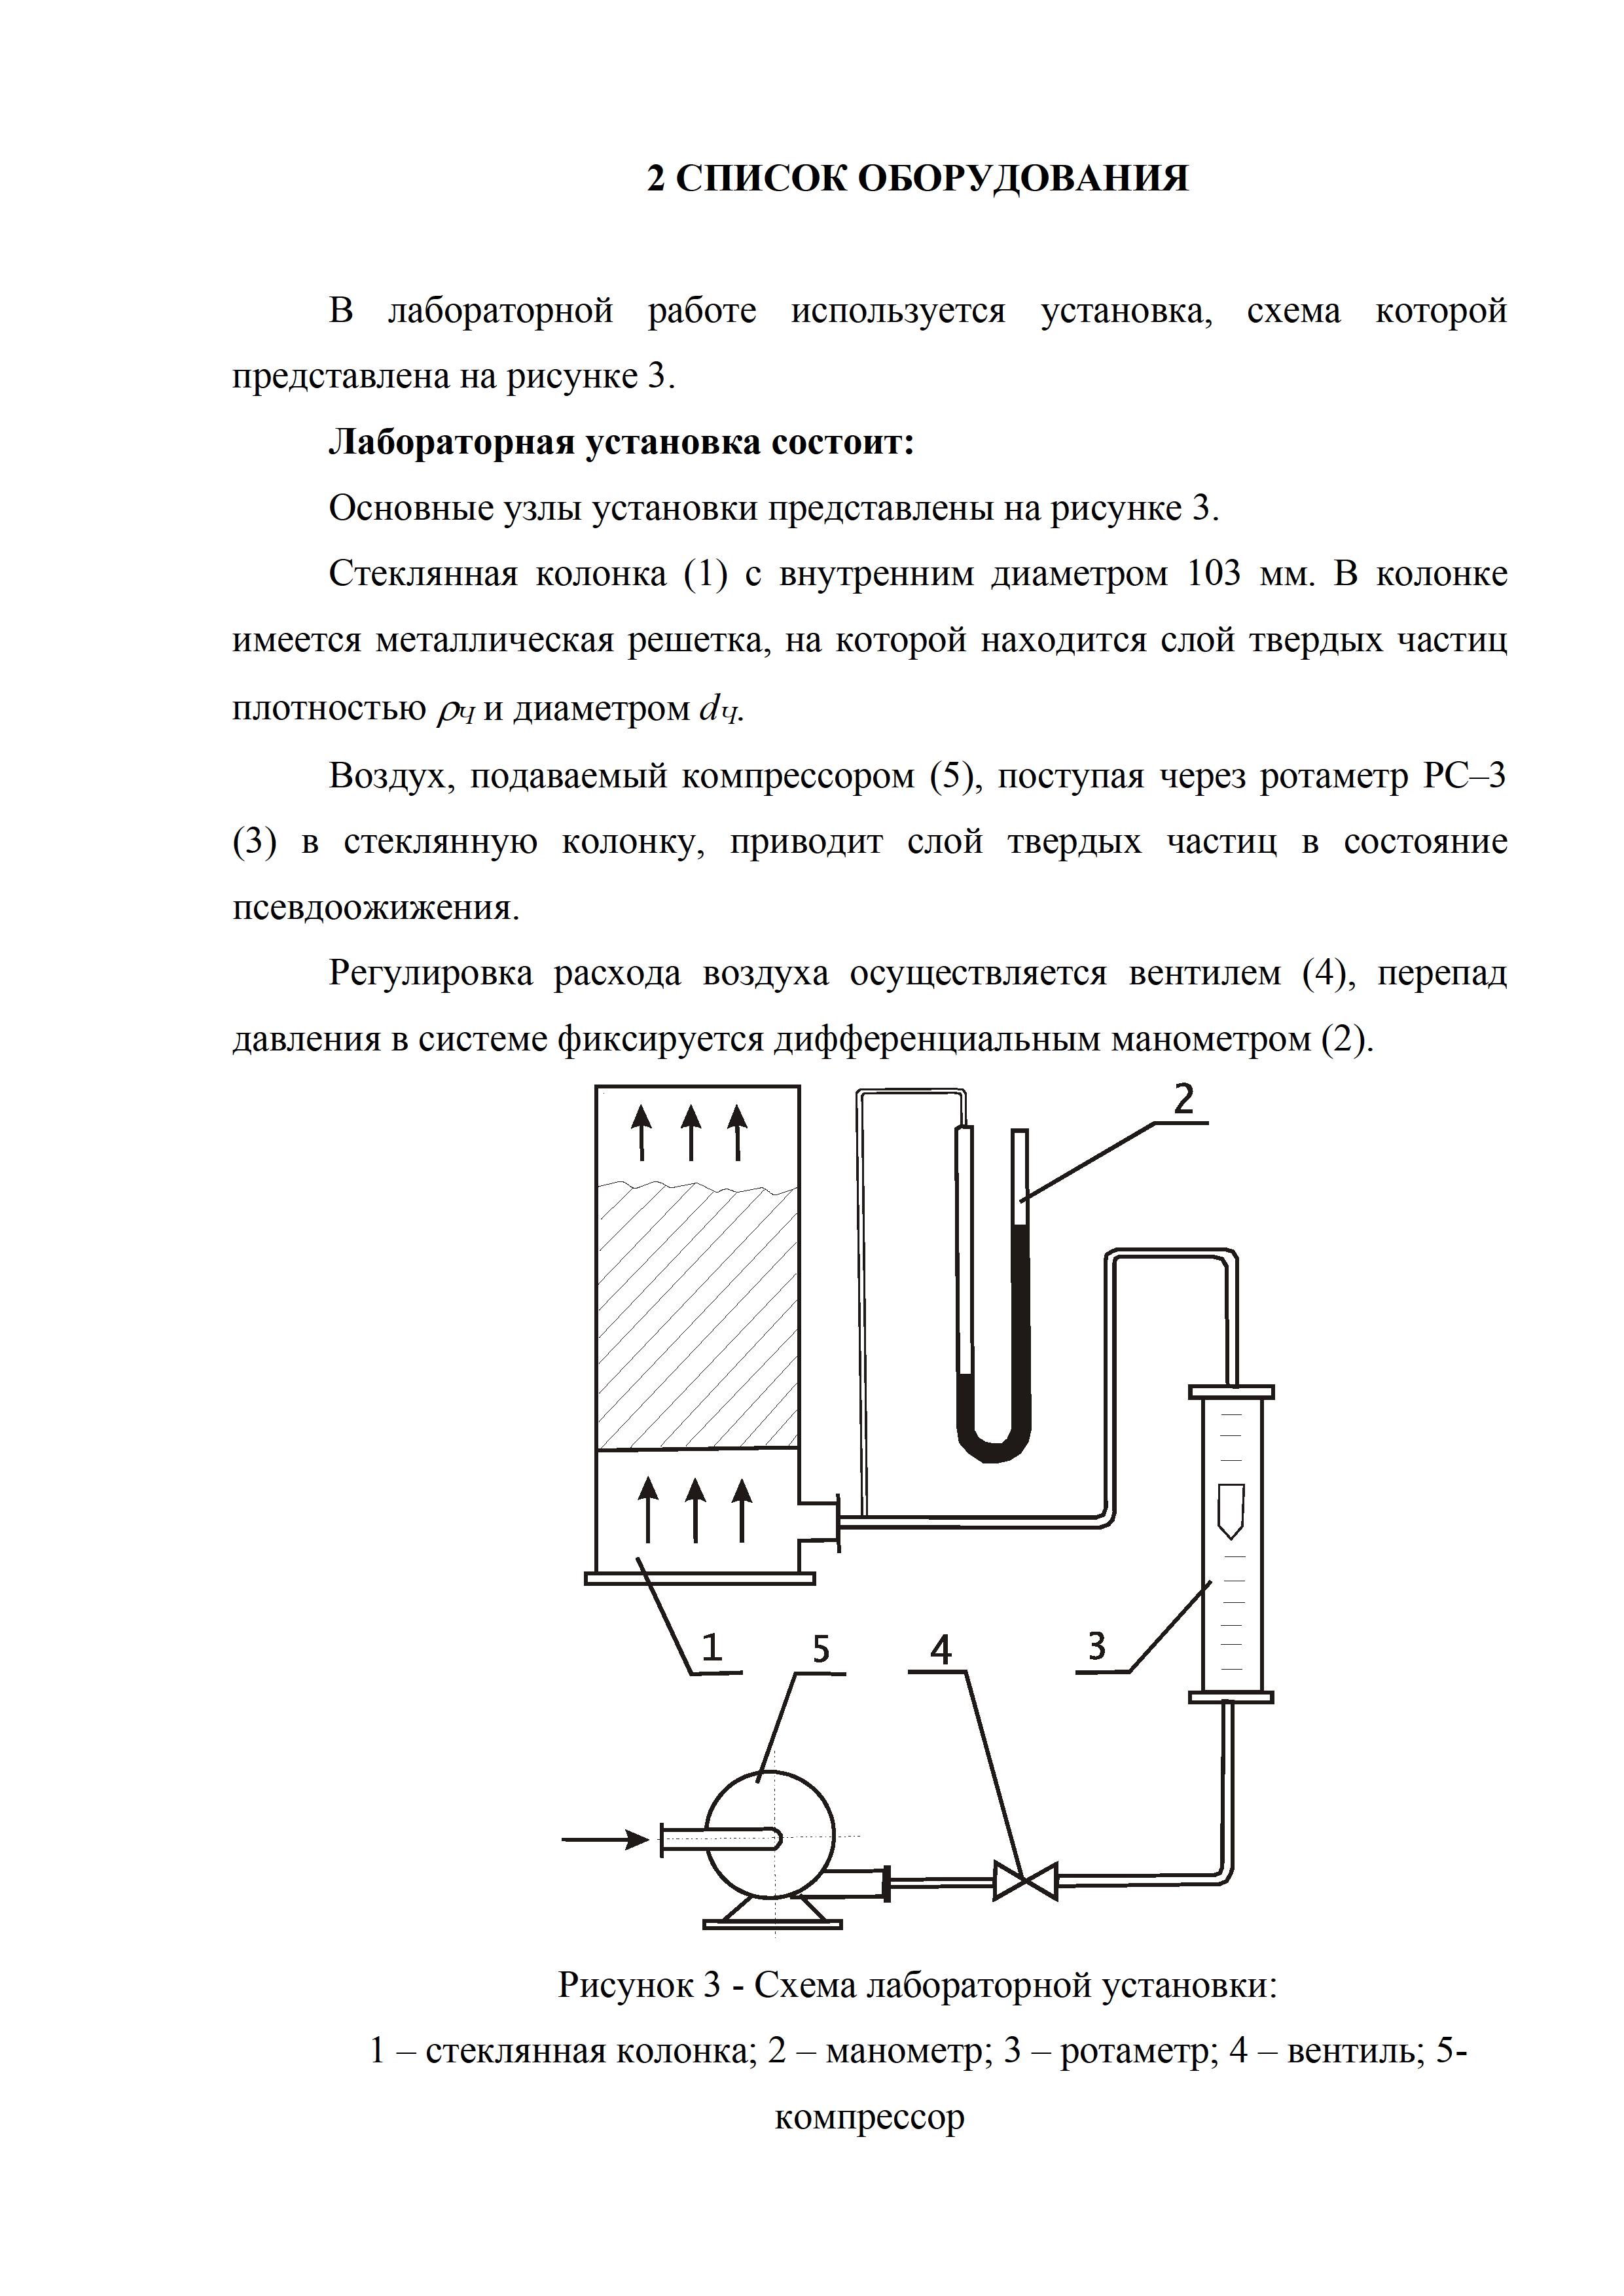 2 СПИСОК ОБОРУДОВАНИЯ
В лабораторной работе используется установка, схема которой
представлена на рисунке 3.
Лабораторная установка состоит:
Основные узлы установки представлены на рисунке 3.
Стеклянная колонка (1) с внутренним диаметром 103 мм. В колонке
имеется металлическая решетка, на которой находится слой твердых частиц
плотностью ρЧ и диаметром dЧ.
Воздух, подаваемый компрессором (5), поступая через ротаметр РС–3
(3) в стеклянную колонку, приводит слой твердых частиц в состояние
псевдоожижения.
Регулировка расхода воздуха осуществляется вентилем (4), перепад
давления в системе фиксируется дифференциальным манометром (2).
2
1
5
4
3
Рисунок 3 - Схема лабораторной установки:
1 – стеклянная колонка; 2 – манометр; 3 – ротаметр; 4 – вентиль; 5-
компрессор